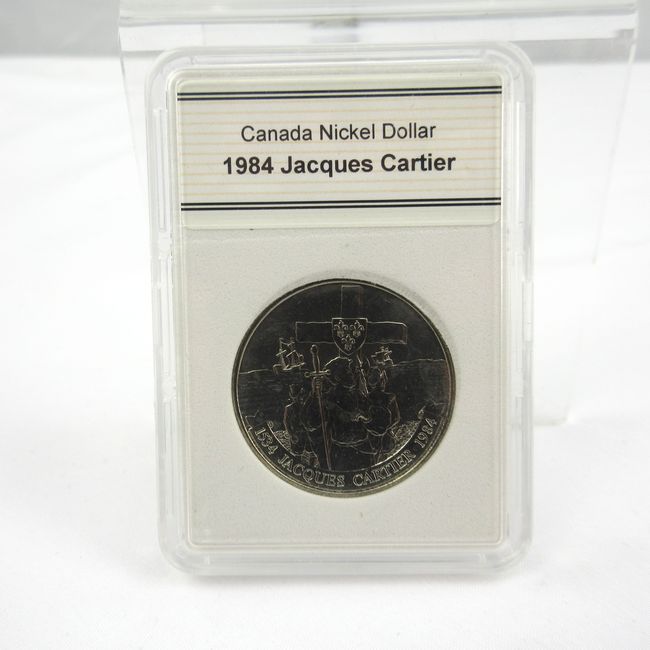 Canada Nickel Dollar
1984 Jacques Cartier
1534 JACQUES CARTIER 1984